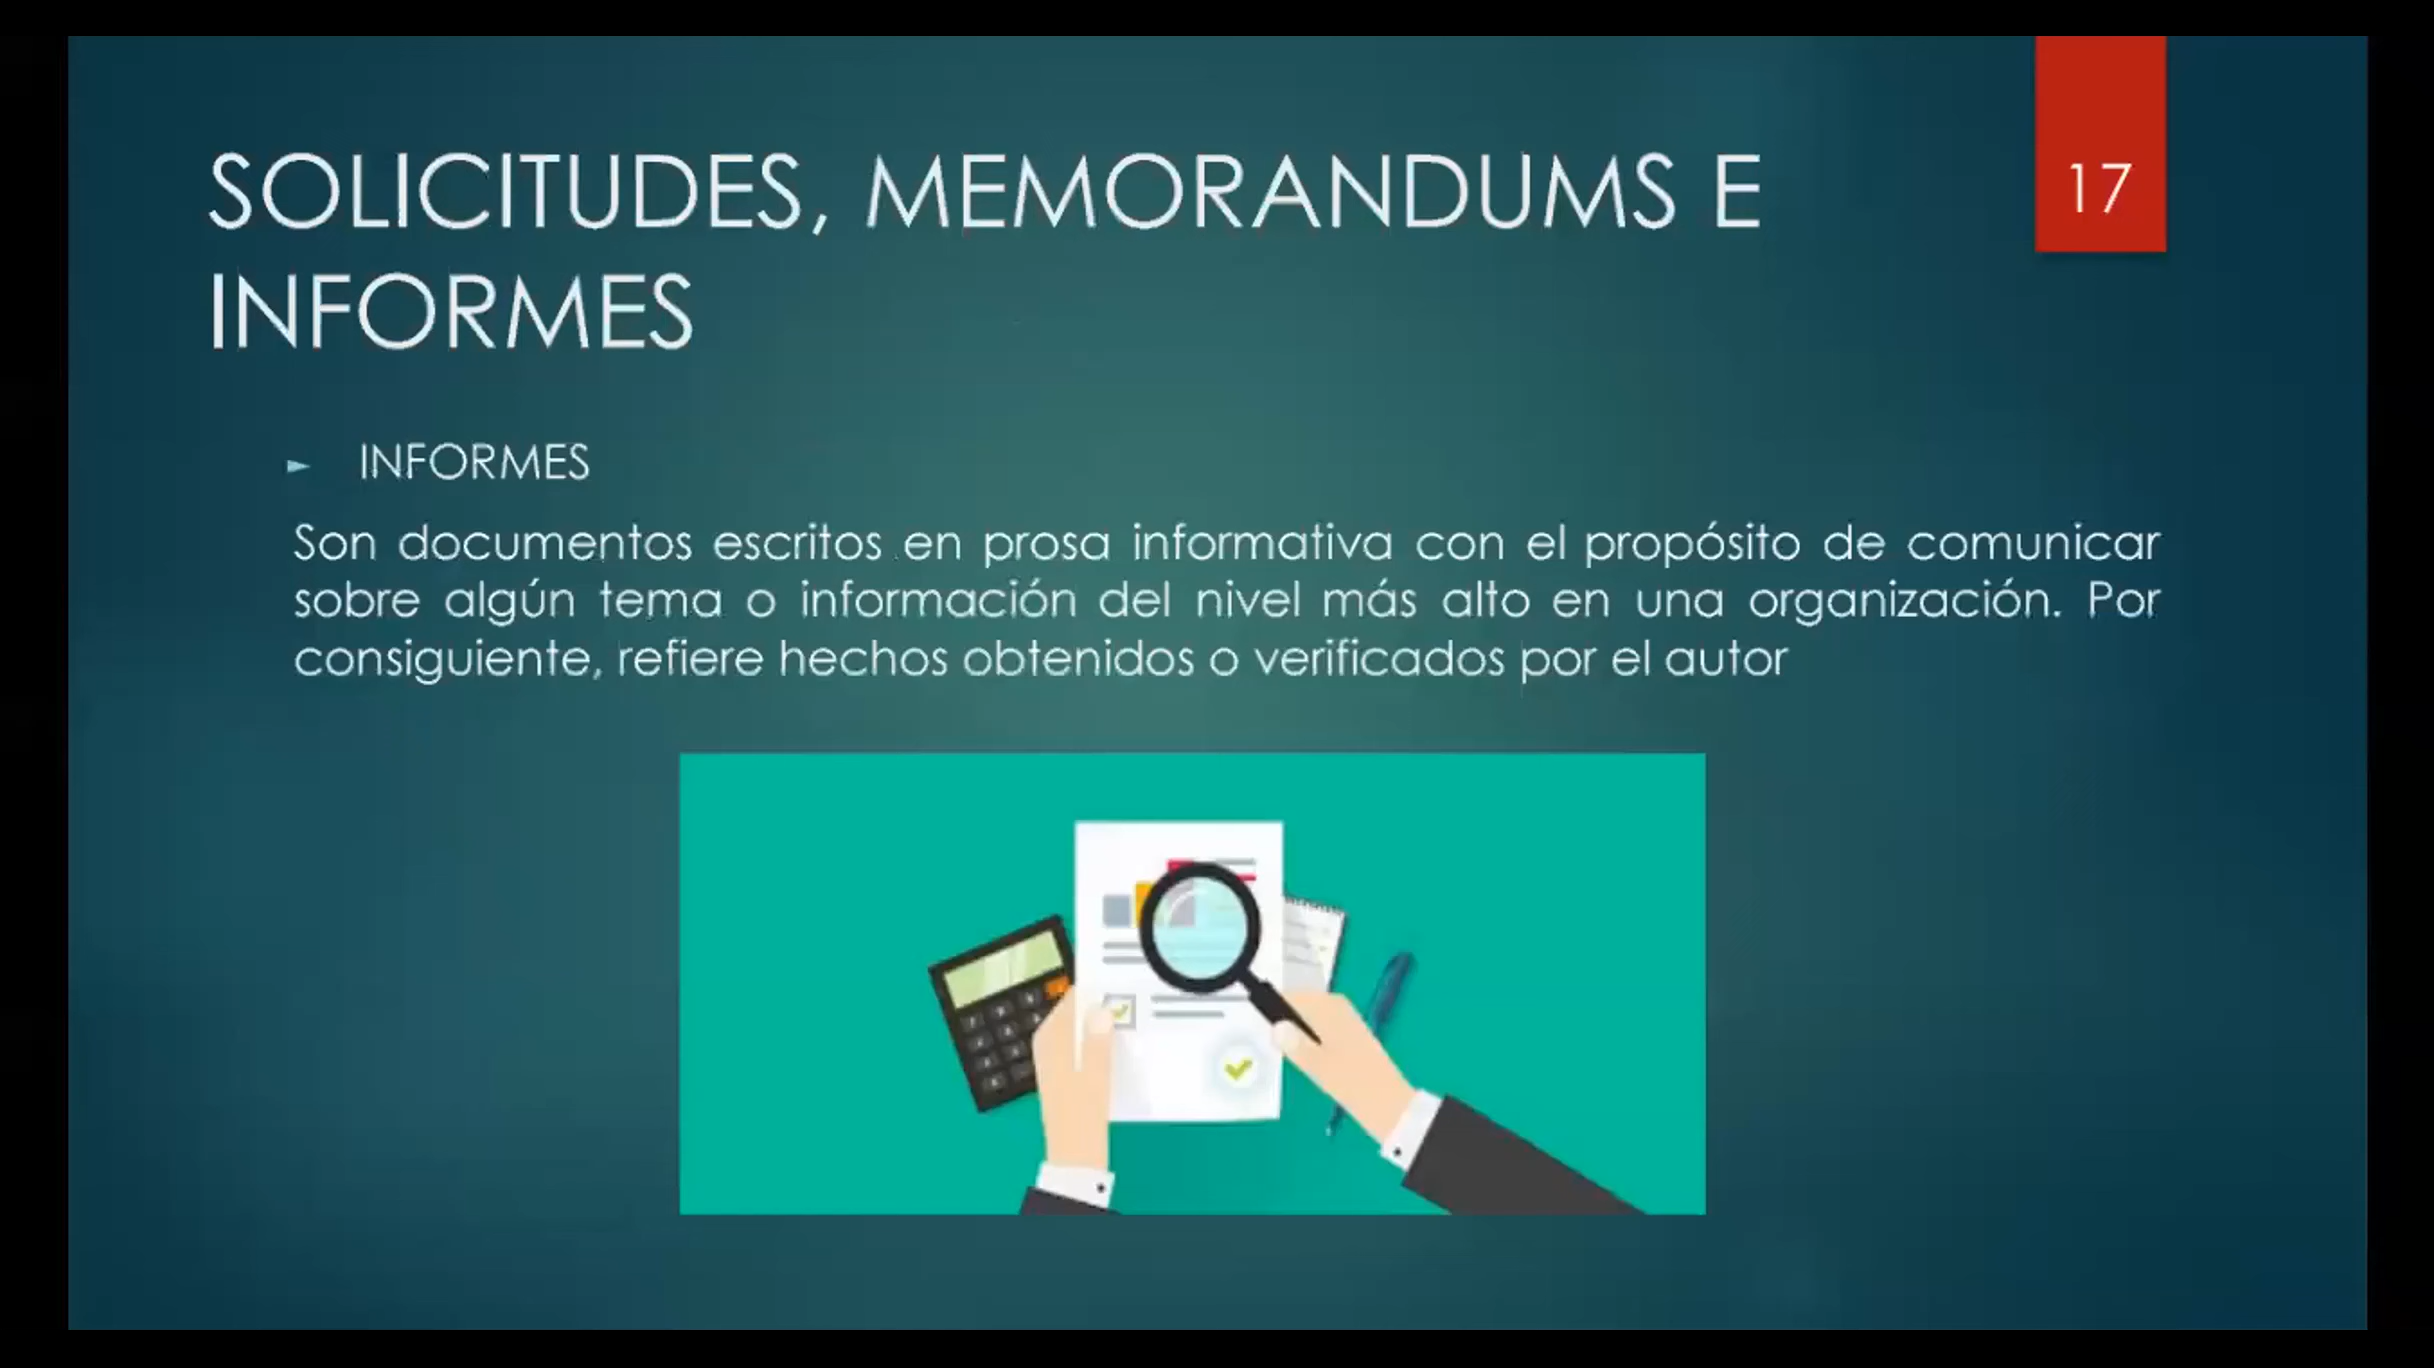 SOLICITUDES, MEMORANDUMS E
INFORMES
17
INFORMES
Son documentos escritos en prosa informativa con el propósito de comunicar
sobre algún tema o información del nivel más alto en una organización. Por
consiguiente, refiere hechos obtenidos o verificados por el autor